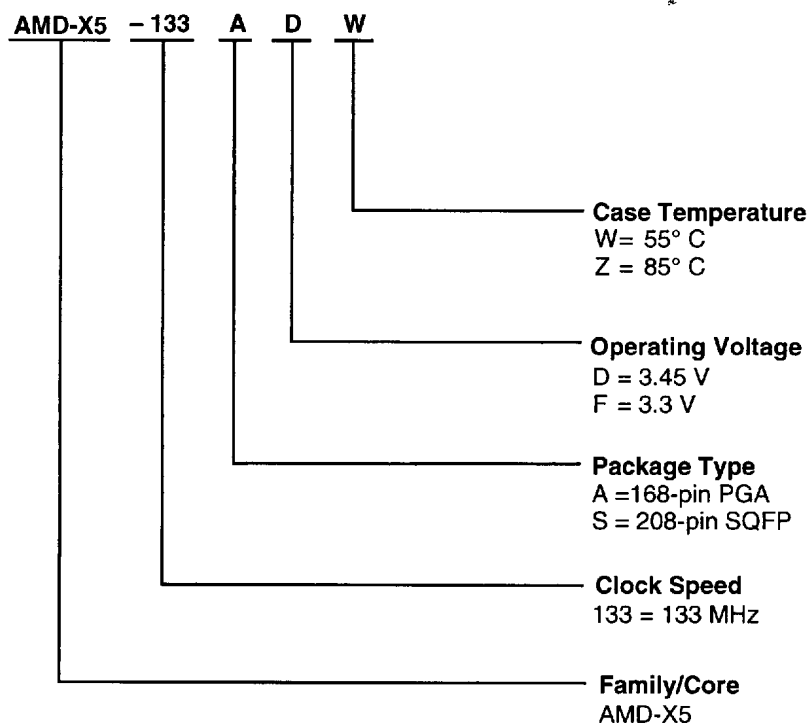 AMD-X5 – 133 A D W
Case Temperature
W= 55° C
Z = 85° C
Operating Voltage
D = 3.45 V
F = 3.3 V
Package Type
A =168-pin PGA
S = 208-pin SQFP
Clock Speed
133 = 133 MHz
Family/Core
AMD-X5